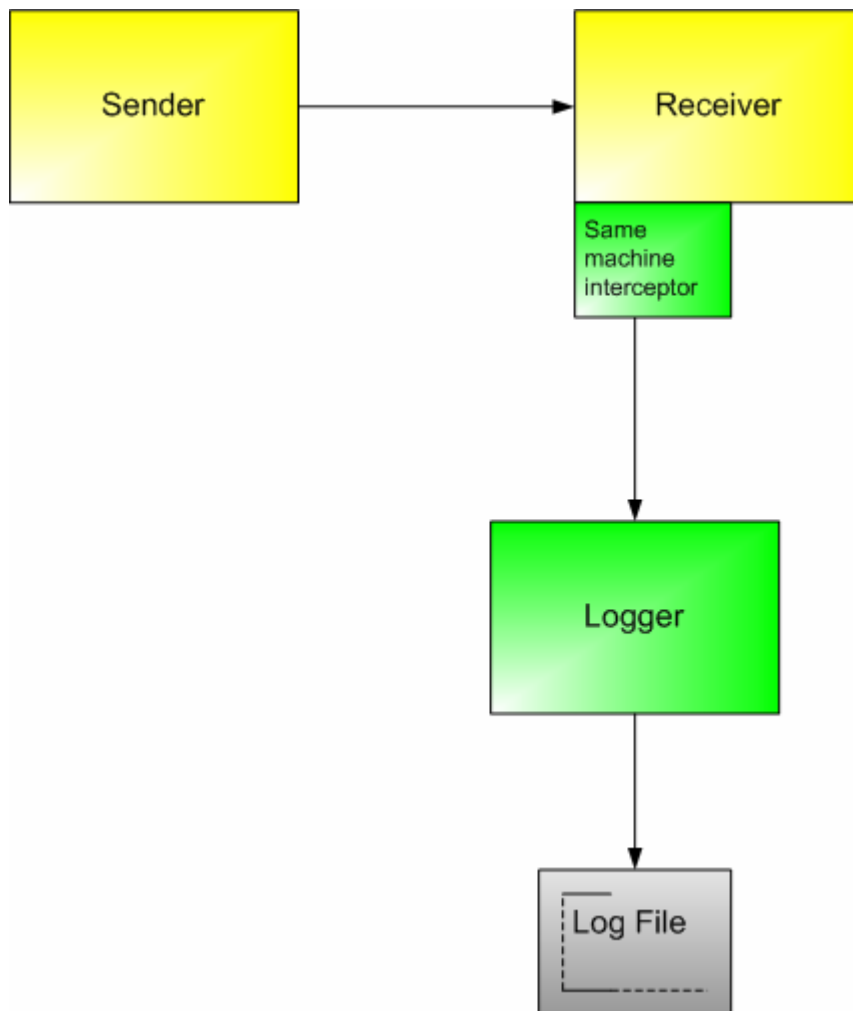 Sender
Receiver
Same
machine
interceptor
Logger
Log File